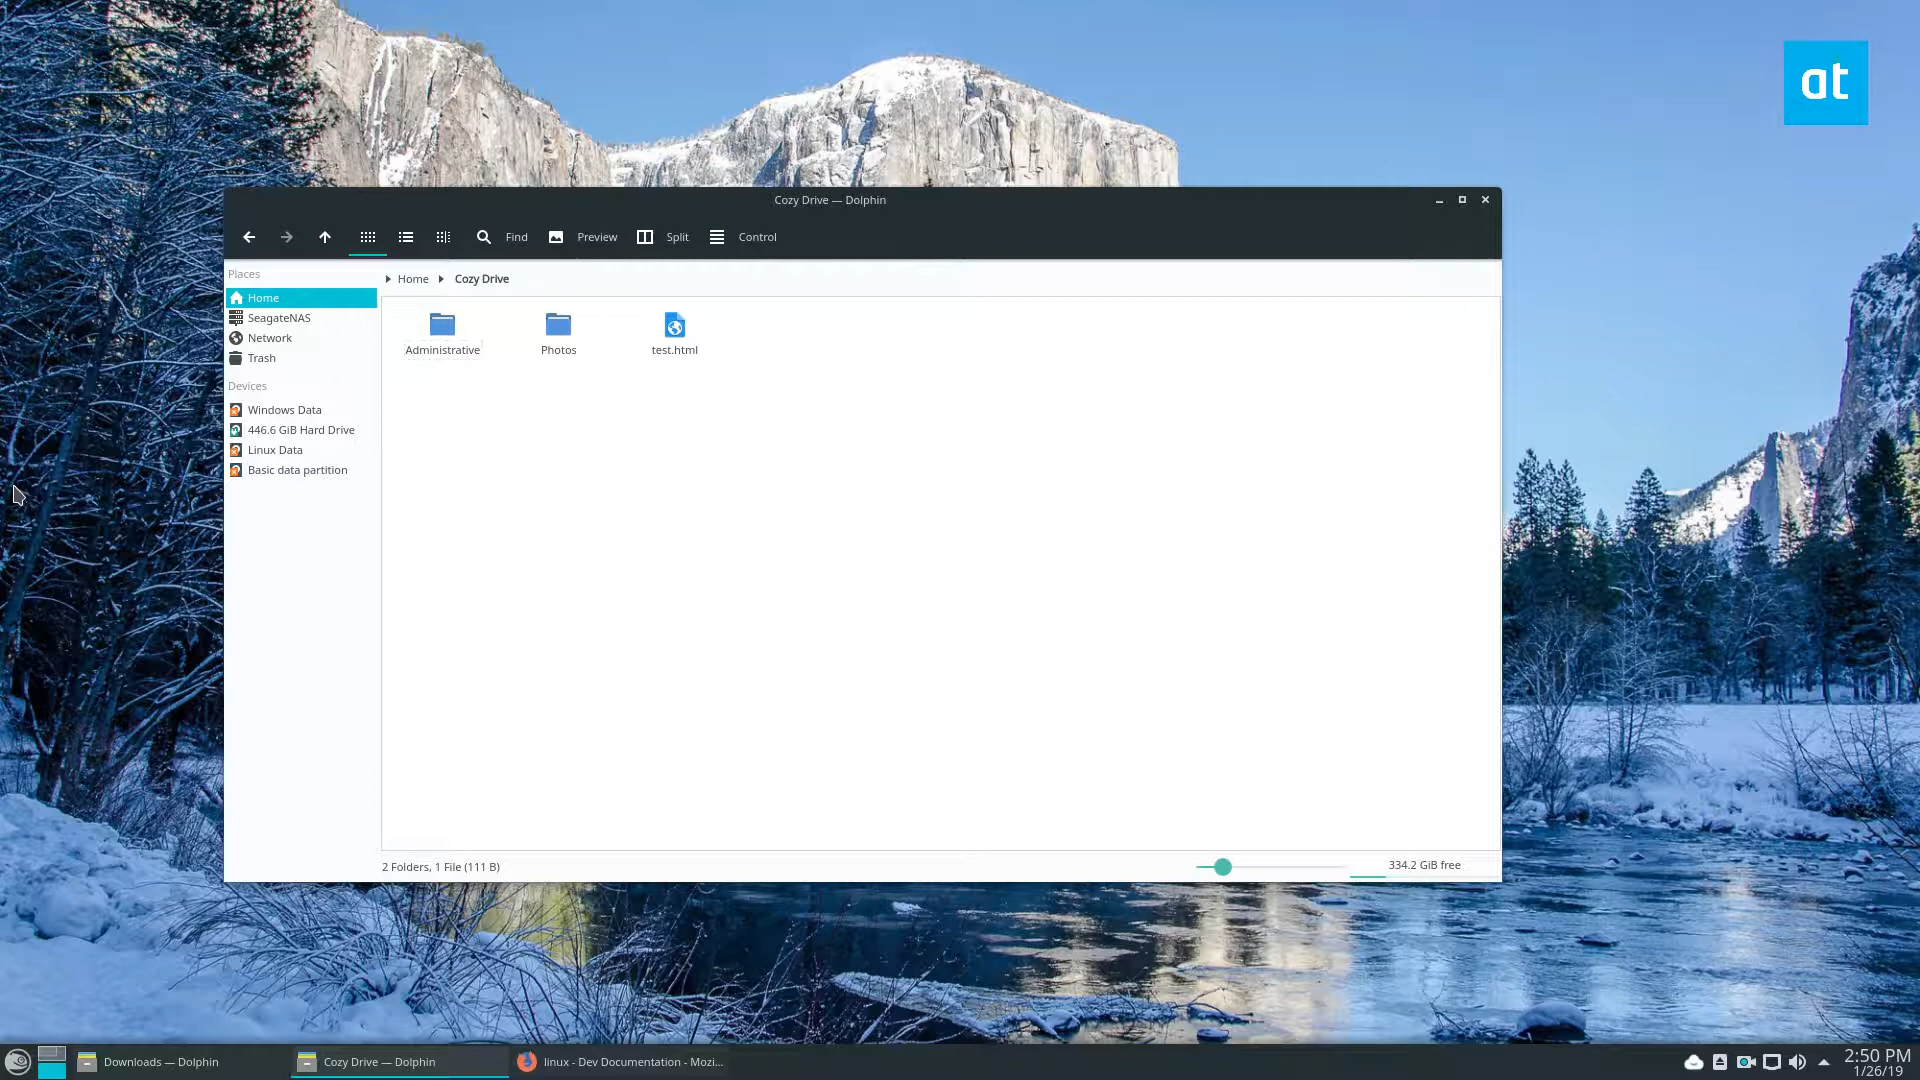 at
Cozy Drive — Dolphin
Find
Preview
Split
Control
Places
Home
SeagateNAS
Network
Trash
Devices
Windows Data
446.6 GiB Hard Drive
Linux Data
Basic data partition
Home
Cozy Drive
Administrative
Photos
test.html
2 Folders, 1 File (111 B)
334.2 GiB free
Downloads — Dolphin
Cozy Drive — Dolphin
linux - Dev Documentation - Mozi...
2:50 PM
1/26/19